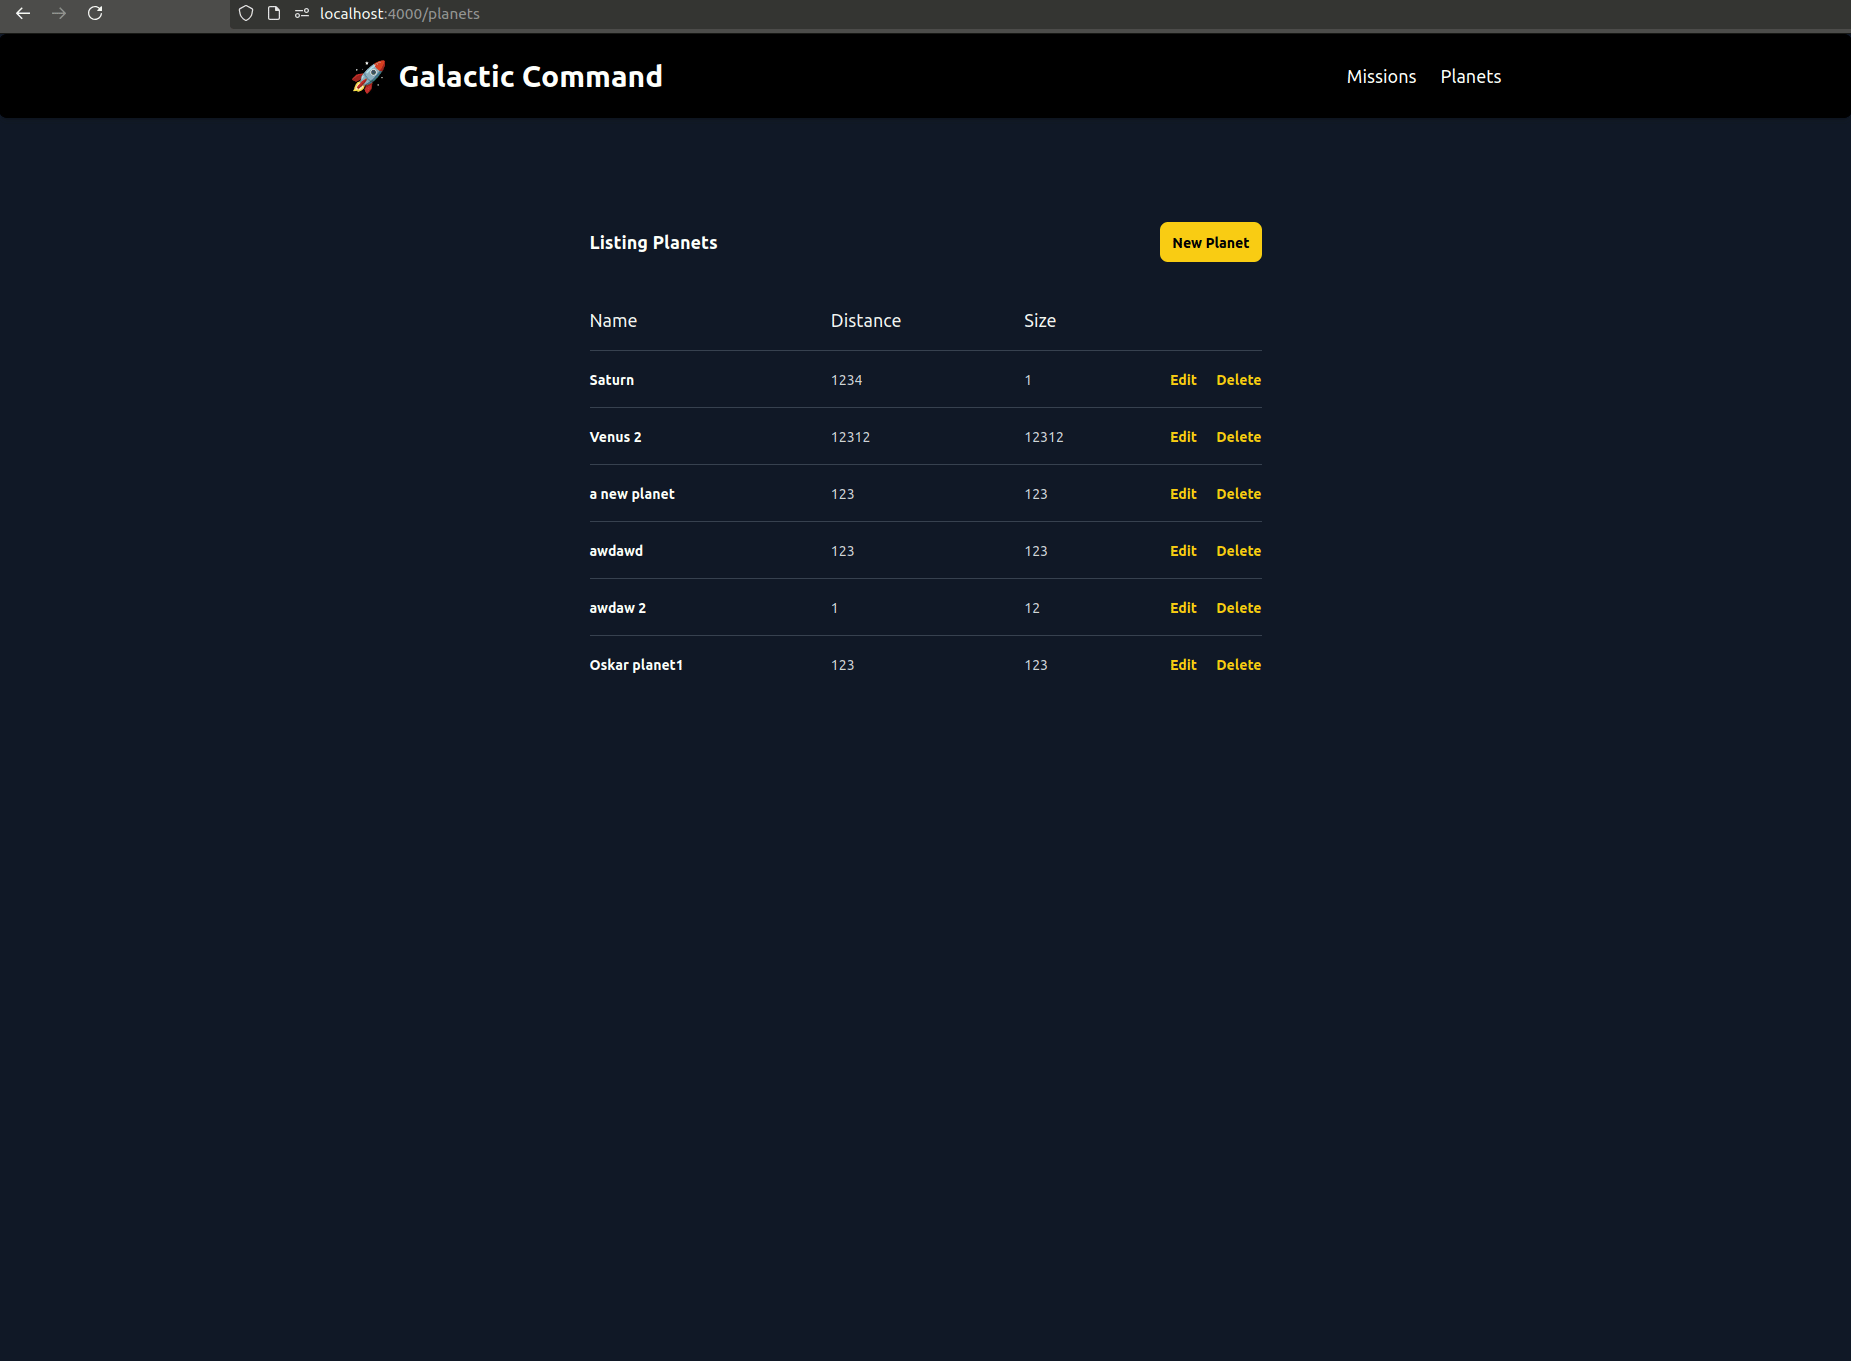 localhost:4000/planets
Galactic Command Missions Planets
Listing Planets New Planet
Name Distance Size
Saturn 1234 1 Edit Delete
Venus 2 12312 12312 Edit Delete
a new planet 123 123 Edit Delete
awdawd 123 123 Edit Delete
awdaw 2 1 12 Edit Delete
Oskar planet1 123 123 Edit Delete